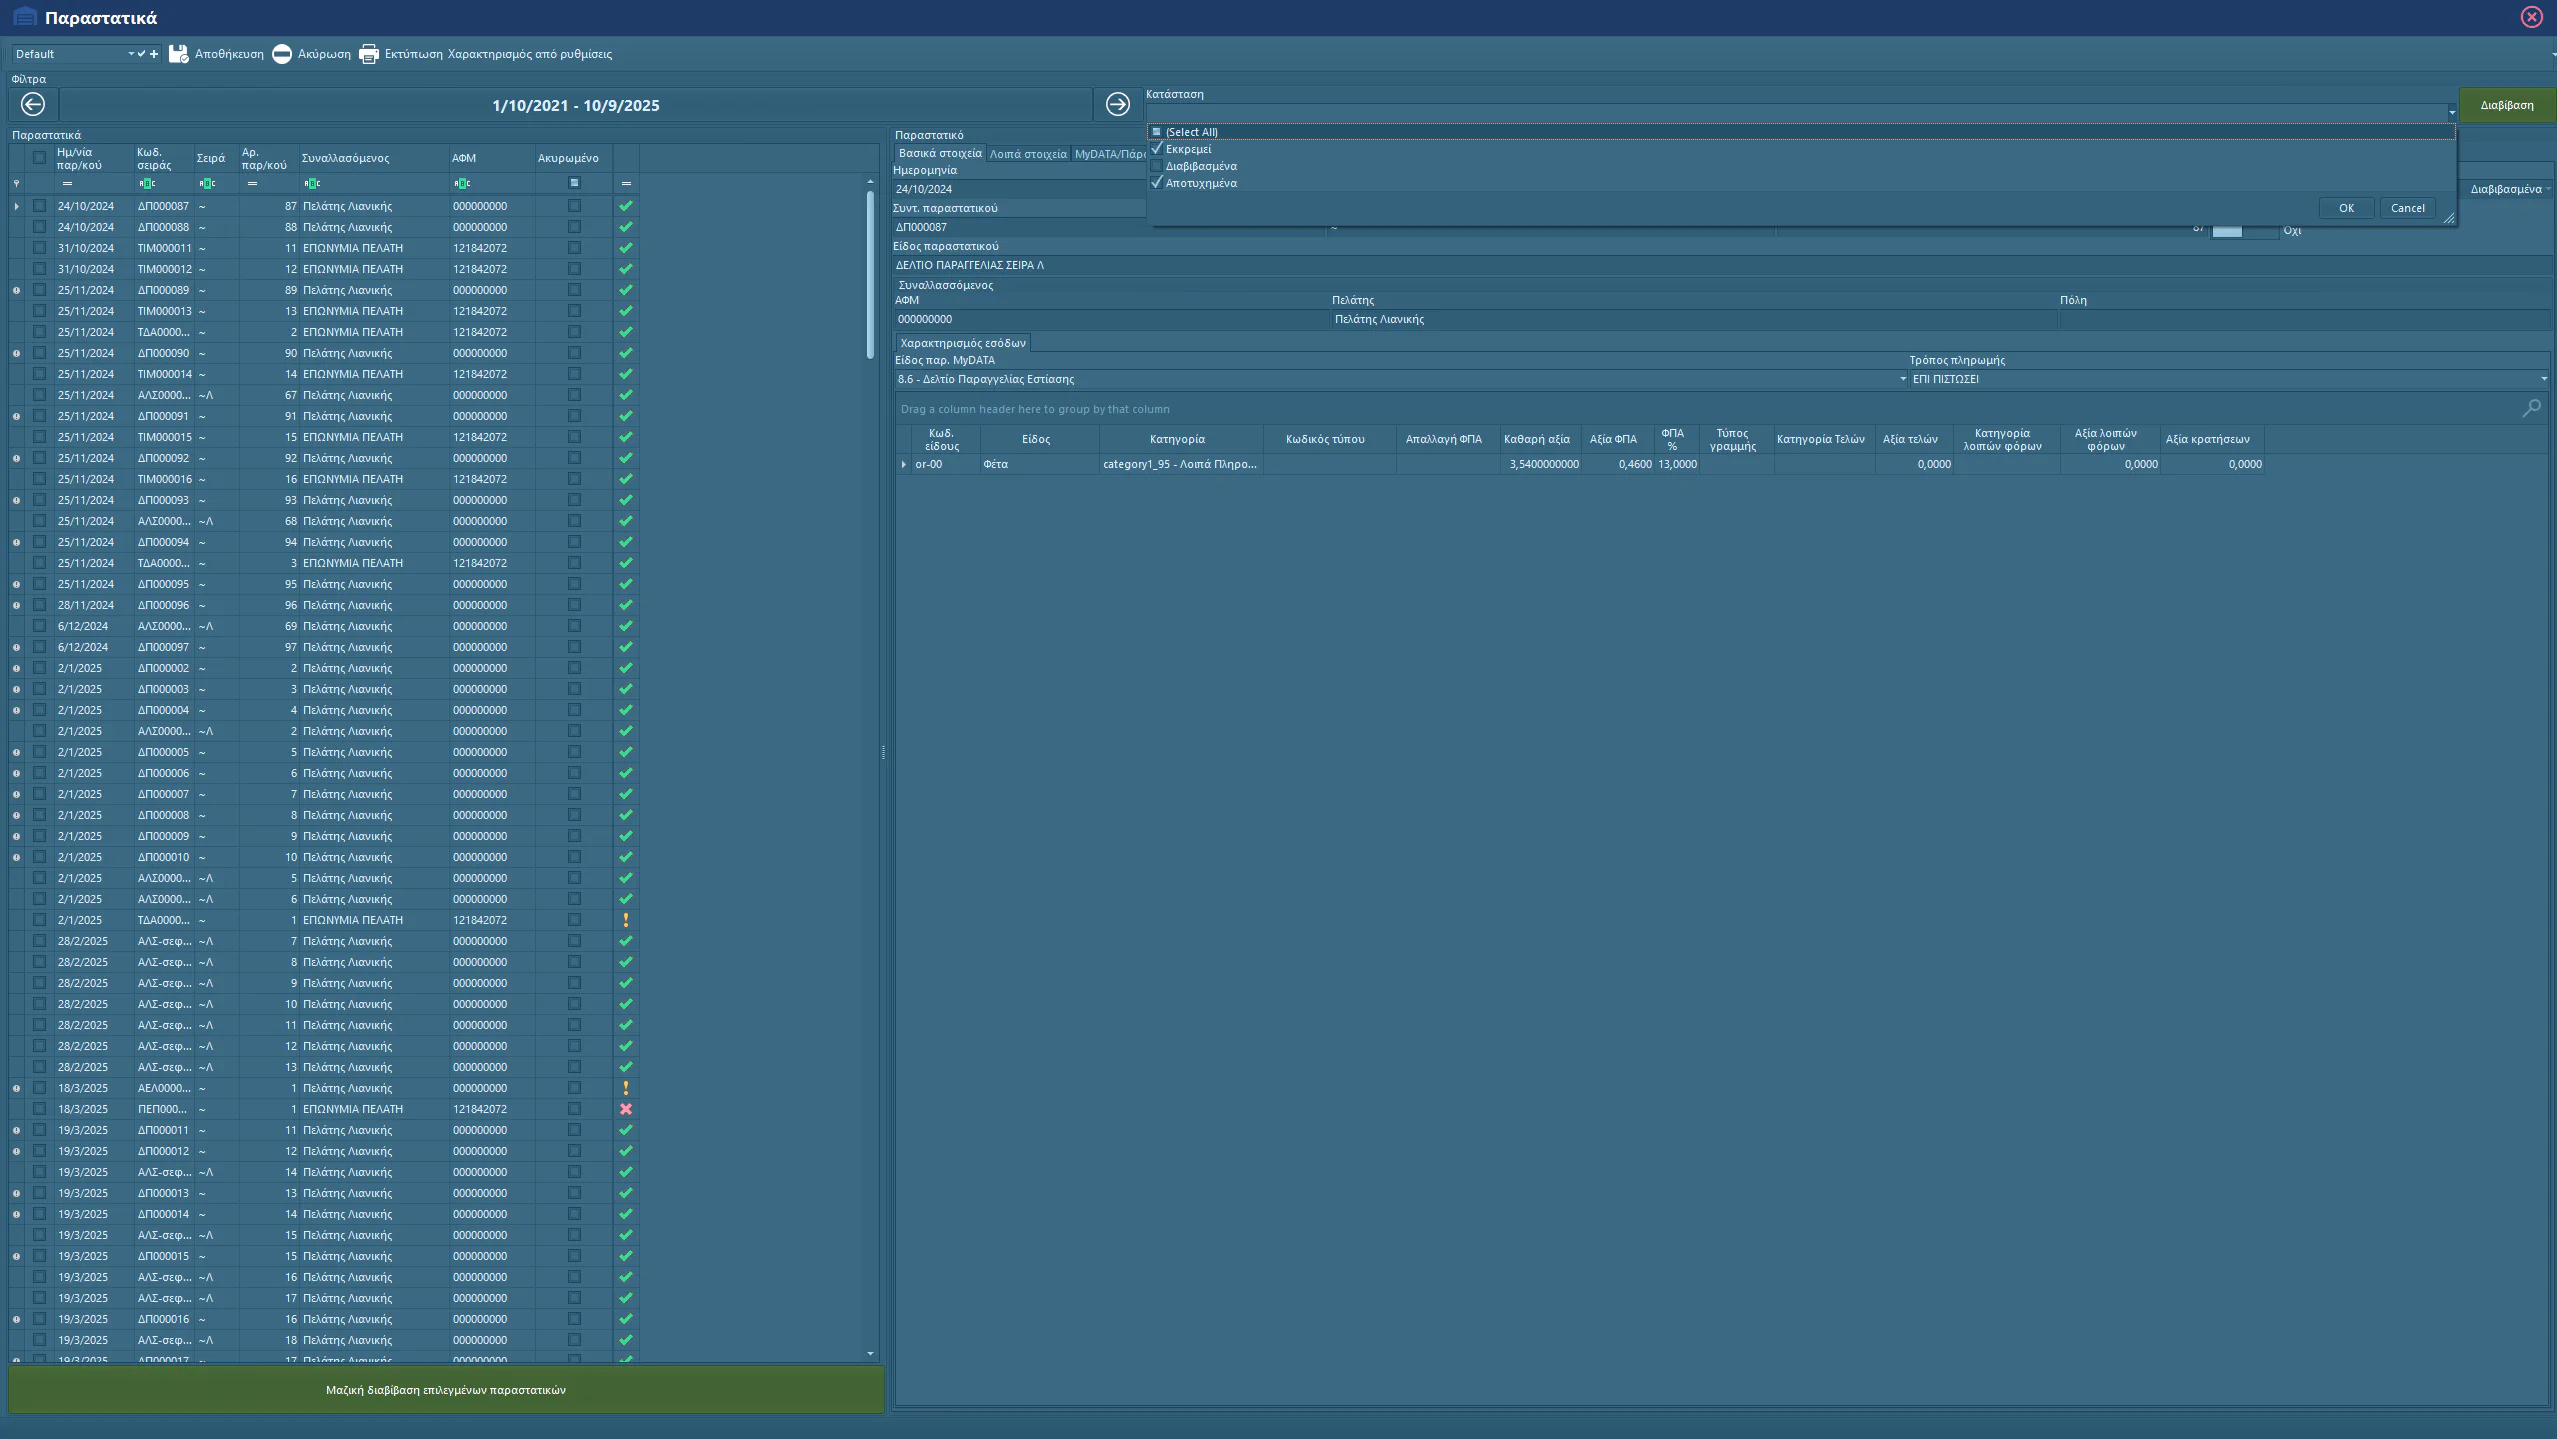 Παραστατικά
Default Αποθήκευση Ακύρωση Εκτύπωση Χαρακτηρισμός από ρυθμίσεις
Φίλτρα
1/10/2021 - 10/9/2025
Κατάσταση
Διαβίβαση
(Select All)
Εκκρεμεί
Διαβιβασμένα
Αποτυχημένα
OK Cancel
Παραστατικά
Ημ/νία παρ/κού Κωδ. σειράς Σειρά Αρ. παρ/κού Συναλλασόμενος ΑΦΜ Ακυρωμένο
24/10/2024 ΔΠ000087 ~ 87 Πελάτης Λιανικής 000000000
24/10/2024 ΔΠ000088 ~ 88 Πελάτης Λιανικής 000000000
31/10/2024 ΤΙΜ000011 ~ 11 ΕΠΩΝΥΜΙΑ ΠΕΛΑΤΗ 121842072
31/10/2024 ΤΙΜ000012 ~ 12 ΕΠΩΝΥΜΙΑ ΠΕΛΑΤΗ 121842072
25/11/2024 ΔΠ000089 ~ 89 Πελάτης Λιανικής 000000000
25/11/2024 ΤΙΜ000013 ~ 13 ΕΠΩΝΥΜΙΑ ΠΕΛΑΤΗ 121842072
25/11/2024 ΤΔΑ0000... ~ 2 ΕΠΩΝΥΜΙΑ ΠΕΛΑΤΗ 121842072
25/11/2024 ΔΠ000090 ~ 90 Πελάτης Λιανικής 000000000
25/11/2024 ΤΙΜ000014 ~ 14 ΕΠΩΝΥΜΙΑ ΠΕΛΑΤΗ 121842072
25/11/2024 ΑΛΣ0000... ~Λ 67 Πελάτης Λιανικής 000000000
25/11/2024 ΔΠ000091 ~ 91 Πελάτης Λιανικής 000000000
25/11/2024 ΤΙΜ000015 ~ 15 ΕΠΩΝΥΜΙΑ ΠΕΛΑΤΗ 121842072
25/11/2024 ΔΠ000092 ~ 92 Πελάτης Λιανικής 000000000
25/11/2024 ΤΙΜ000016 ~ 16 ΕΠΩΝΥΜΙΑ ΠΕΛΑΤΗ 121842072
25/11/2024 ΔΠ000093 ~ 93 Πελάτης Λιανικής 000000000
25/11/2024 ΑΛΣ0000... ~Λ 68 Πελάτης Λιανικής 000000000
25/11/2024 ΔΠ000094 ~ 94 Πελάτης Λιανικής 000000000
25/11/2024 ΤΔΑ0000... ~ 3 ΕΠΩΝΥΜΙΑ ΠΕΛΑΤΗ 121842072
25/11/2024 ΔΠ000095 ~ 95 Πελάτης Λιανικής 000000000
28/11/2024 ΔΠ000096 ~ 96 Πελάτης Λιανικής 000000000
6/12/2024 ΑΛΣ0000... ~Λ 69 Πελάτης Λιανικής 000000000
6/12/2024 ΔΠ000097 ~ 97 Πελάτης Λιανικής 000000000
2/1/2025 ΔΠ000002 ~ 2 Πελάτης Λιανικής 000000000
2/1/2025 ΔΠ000003 ~ 3 Πελάτης Λιανικής 000000000
2/1/2025 ΔΠ000004 ~ 4 Πελάτης Λιανικής 000000000
2/1/2025 ΑΛΣ0000... ~Λ 2 Πελάτης Λιανικής 000000000
2/1/2025 ΔΠ000005 ~ 5 Πελάτης Λιανικής 000000000
2/1/2025 ΔΠ000006 ~ 6 Πελάτης Λιανικής 000000000
2/1/2025 ΔΠ000007 ~ 7 Πελάτης Λιανικής 000000000
2/1/2025 ΔΠ000008 ~ 8 Πελάτης Λιανικής 000000000
2/1/2025 ΔΠ000009 ~ 9 Πελάτης Λιανικής 000000000
2/1/2025 ΔΠ000010 ~ 10 Πελάτης Λιανικής 000000000
2/1/2025 ΑΛΣ0000... ~Λ 5 Πελάτης Λιανικής 000000000
2/1/2025 ΑΛΣ0000... ~Λ 6 Πελάτης Λιανικής 000000000
2/1/2025 ΤΔΑ0000... ~ 1 ΕΠΩΝΥΜΙΑ ΠΕΛΑΤΗ 121842072
28/2/2025 ΑΛΣ-σεφ... ~Λ 7 Πελάτης Λιανικής 000000000
28/2/2025 ΑΛΣ-σεφ... ~Λ 8 Πελάτης Λιανικής 000000000
28/2/2025 ΑΛΣ-σεφ... ~Λ 9 Πελάτης Λιανικής 000000000
28/2/2025 ΑΛΣ-σεφ... ~Λ 10 Πελάτης Λιανικής 000000000
28/2/2025 ΑΛΣ-σεφ... ~Λ 11 Πελάτης Λιανικής 000000000
28/2/2025 ΑΛΣ-σεφ... ~Λ 12 Πελάτης Λιανικής 000000000
28/2/2025 ΑΛΣ-σεφ... ~Λ 13 Πελάτης Λιανικής 000000000
18/3/2025 ΑΕΛ0000... ~ 1 Πελάτης Λιανικής 000000000
18/3/2025 ΠΕΠ000... ~ 1 ΕΠΩΝΥΜΙΑ ΠΕΛΑΤΗ 121842072
19/3/2025 ΔΠ000011 ~ 11 Πελάτης Λιανικής 000000000
19/3/2025 ΔΠ000012 ~ 12 Πελάτης Λιανικής 000000000
19/3/2025 ΑΛΣ-σεφ... ~Λ 14 Πελάτης Λιανικής 000000000
19/3/2025 ΔΠ000013 ~ 13 Πελάτης Λιανικής 000000000
19/3/2025 ΔΠ000014 ~ 14 Πελάτης Λιανικής 000000000
19/3/2025 ΑΛΣ-σεφ... ~Λ 15 Πελάτης Λιανικής 000000000
19/3/2025 ΔΠ000015 ~ 15 Πελάτης Λιανικής 000000000
19/3/2025 ΑΛΣ-σεφ... ~Λ 16 Πελάτης Λιανικής 000000000
19/3/2025 ΑΛΣ-σεφ... ~Λ 17 Πελάτης Λιανικής 000000000
19/3/2025 ΔΠ000016 ~ 16 Πελάτης Λιανικής 000000000
19/3/2025 ΑΛΣ-σεφ... ~Λ 18 Πελάτης Λιανικής 000000000
19/3/2025 ΔΠ000017 ~ 17 Πελάτης Λιανικής 000000000
Μαζική διαβίβαση επιλεγμένων παραστατικών
Παραστατικό
Βασικά στοιχεία Λοιπά στοιχεία MyDATA/Πάρο
Ημερομηνία
24/10/2024 Διαβιβασμένα
Συντ. παραστατικού
ΔΠ000087 ~ 87 Όχι
Είδος παραστατικού
ΔΕΛΤΙΟ ΠΑΡΑΓΓΕΛΙΑΣ ΣΕΙΡΑ Λ
Συναλλασσόμενος
ΑΦΜ Πελάτης Πόλη
000000000 Πελάτης Λιανικής
Χαρακτηρισμός εσόδων
Είδος παρ. MyDATA Τρόπος πληρωμής
8.6 - Δελτίο Παραγγελίας Εστίασης ΕΠΙ ΠΙΣΤΩΣΕΙ
Drag a column header here to group by that column
Κωδ. είδους Είδος Κατηγορία Κωδικός τύπου Απαλλαγή ΦΠΑ Καθαρή αξία Αξία ΦΠΑ ΦΠΑ % Τύπος γραμμής Κατηγορία Τελών Αξία τελών Κατηγορία λοιπών φόρων Αξία λοιπών φόρων Αξία κρατήσεων
or-00 Φέτα category1_95 - Λοιπά Πληρο... 3,5400000000 0,4600 13,0000 0,0000 0,0000 0,0000